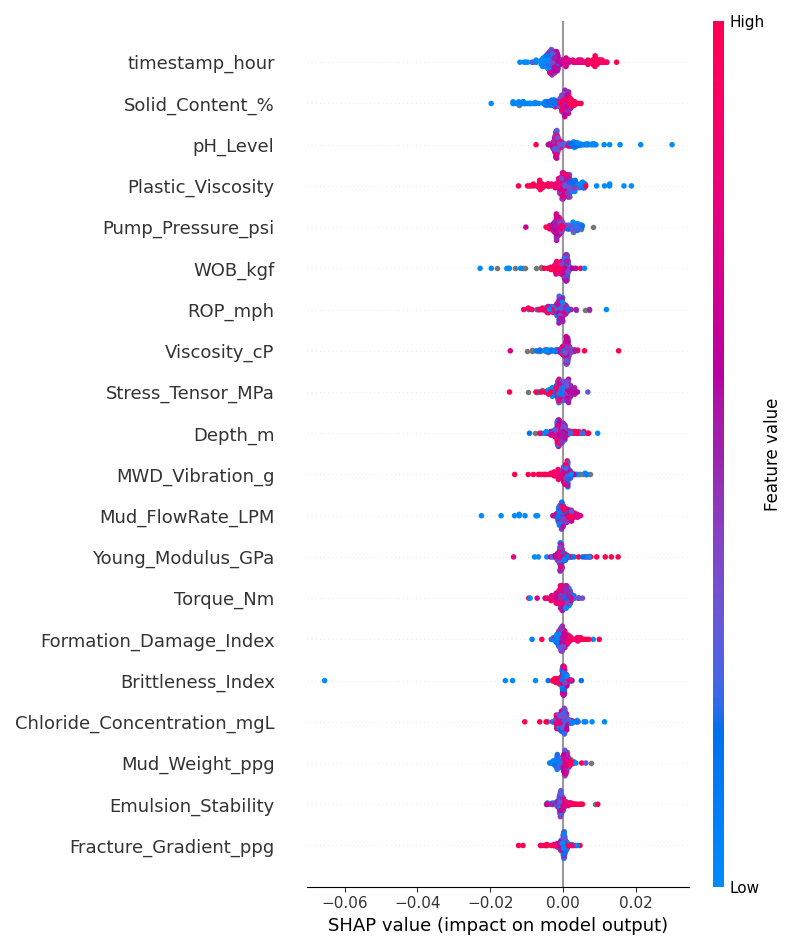 High
timestamp_hour
Solid_Content_%
pH_Level
Plastic_Viscosity
Pump_Pressure_psi
WOB_kgf
ROP_mph
Viscosity_cP
Stress_Tensor_MPa
Depth_m
MWD_Vibration_g
Mud_FlowRate_LPM
Young_Modulus_GPa
Torque_Nm
Formation_Damage_Index
Brittleness_Index
Chloride_Concentration_mgL
Mud_Weight_ppg
Emulsion_Stability
Fracture_Gradient_ppg
Feature value
Low
−0.06 −0.04 −0.02 0.00 0.02
SHAP value (impact on model output)